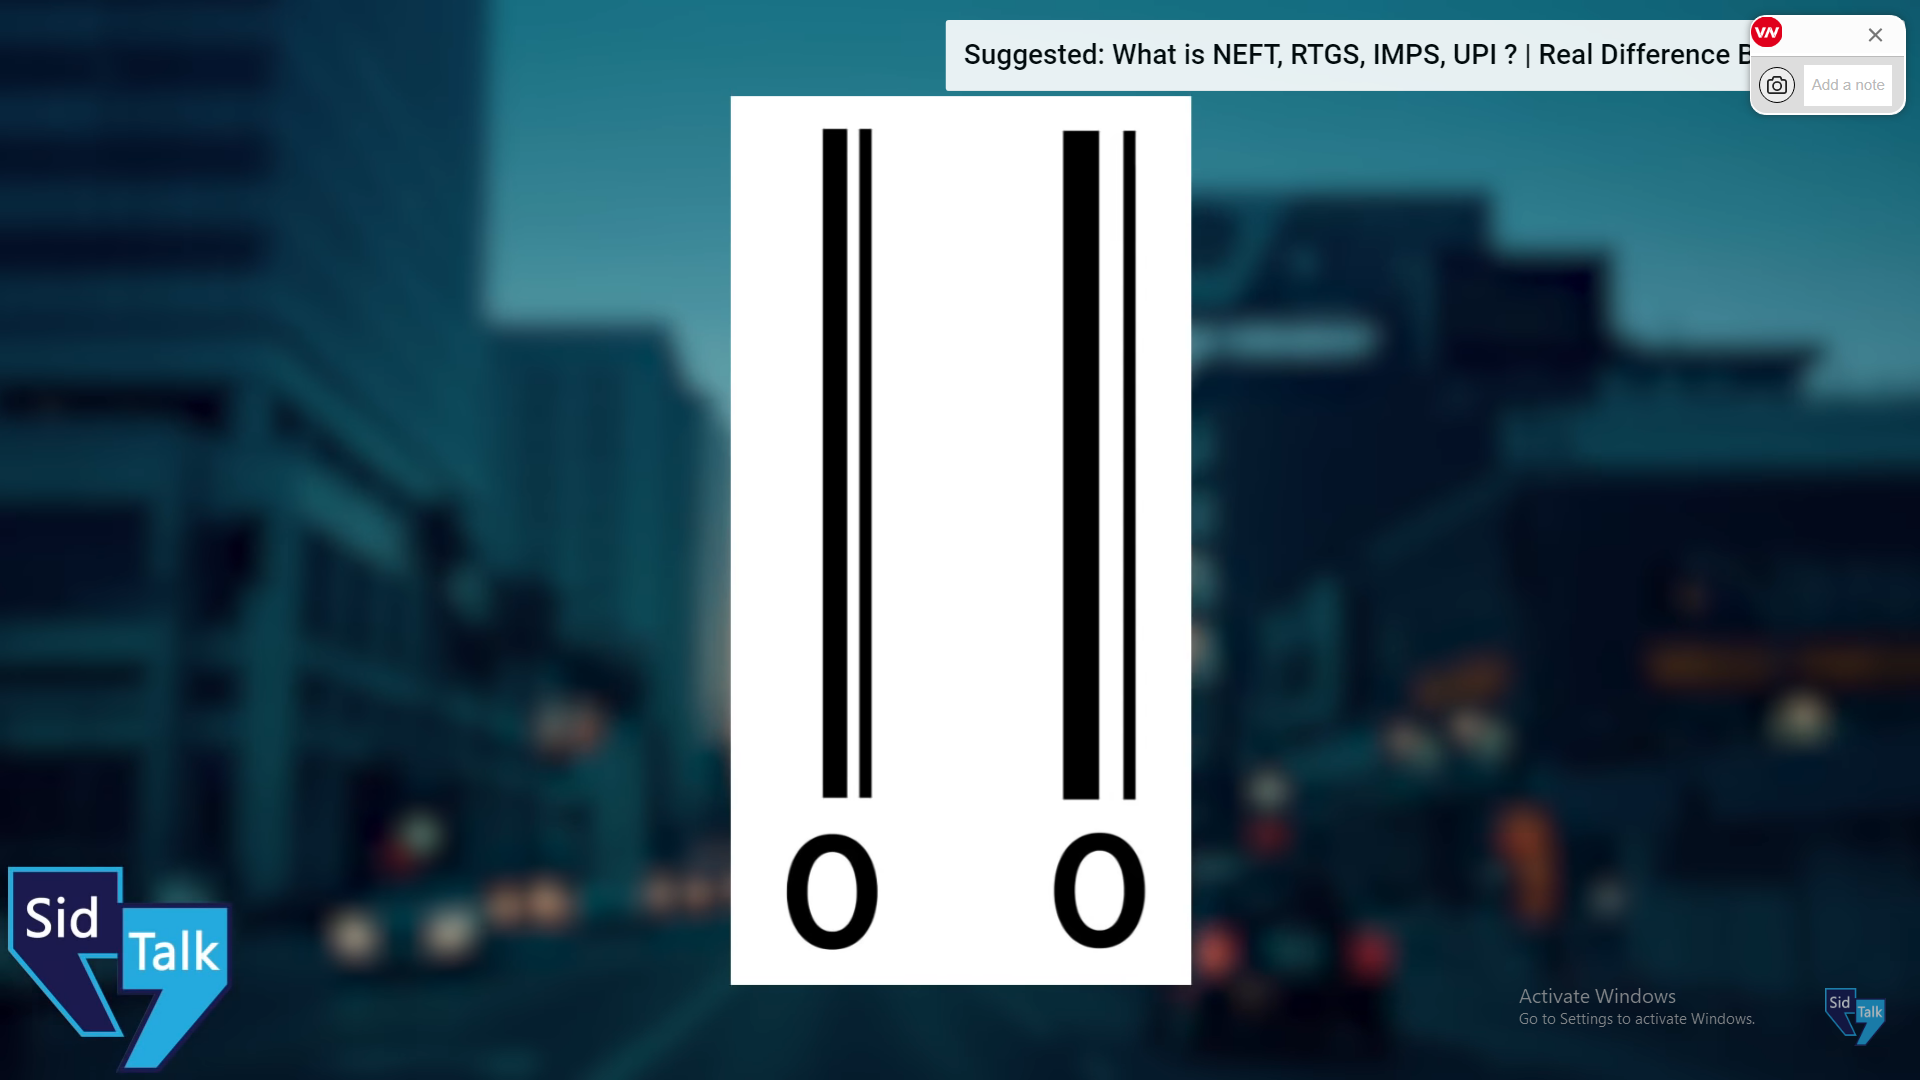 Suggested: What is NEFT, RTGS, IMPS, UPI ? | Real Difference B
VN
Add a note
0 0
Sid
Talk
Activate Windows
Go to Settings to activate Windows.
Sid
Talk